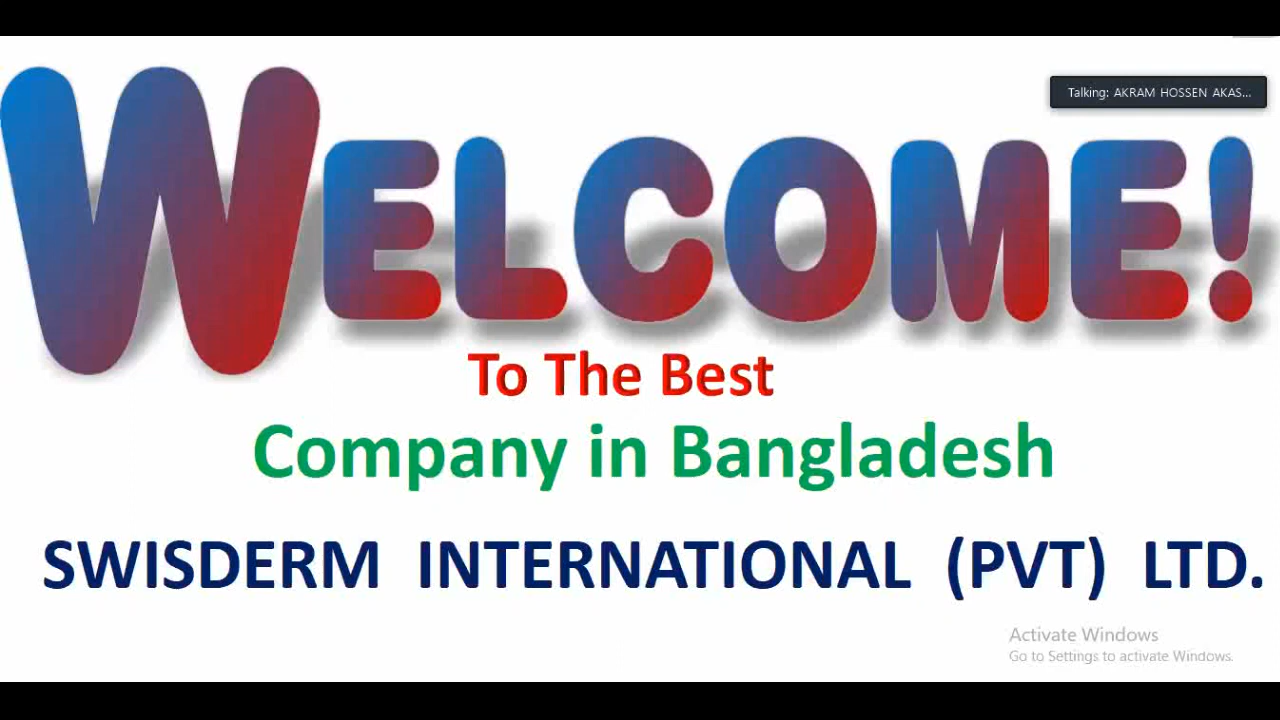 Talking: AKRAM HOSSEN AKAS...
WELCOME!
To The Best
Company in Bangladesh
SWISDERM INTERNATIONAL (PVT) LTD.
Activate Windows
Go to Settings to activate Windows.